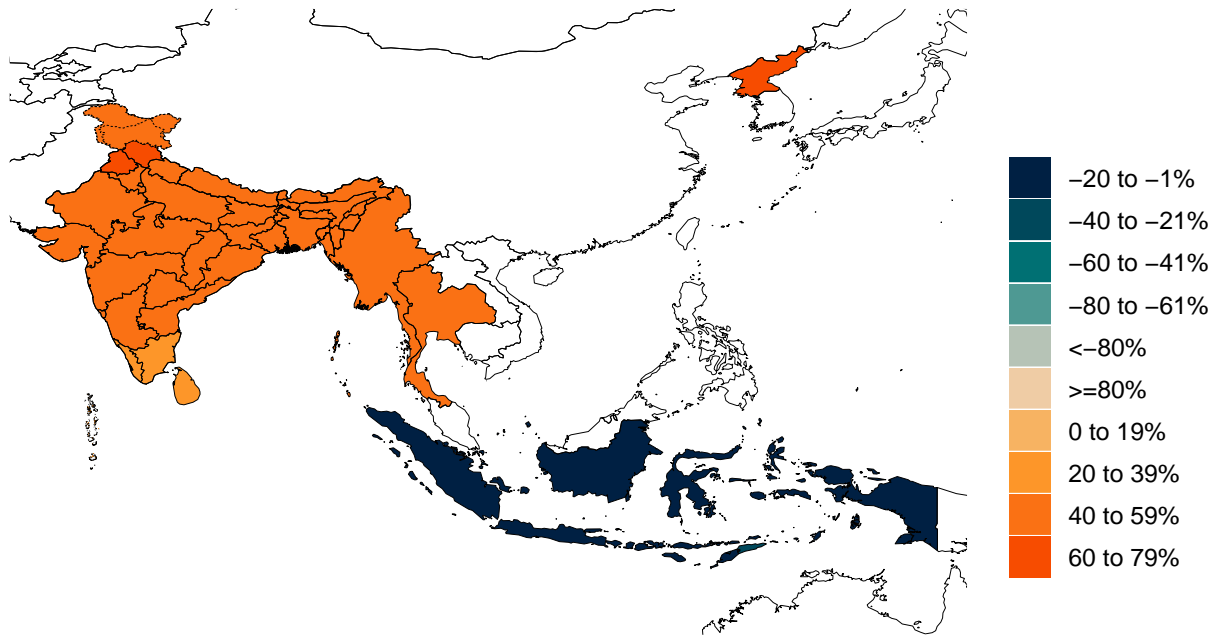 −20 to −1%
−40 to −21%
−60 to −41%
−80 to −61%
<−80%
>=80%
0 to 19%
20 to 39%
40 to 59%
60 to 79%